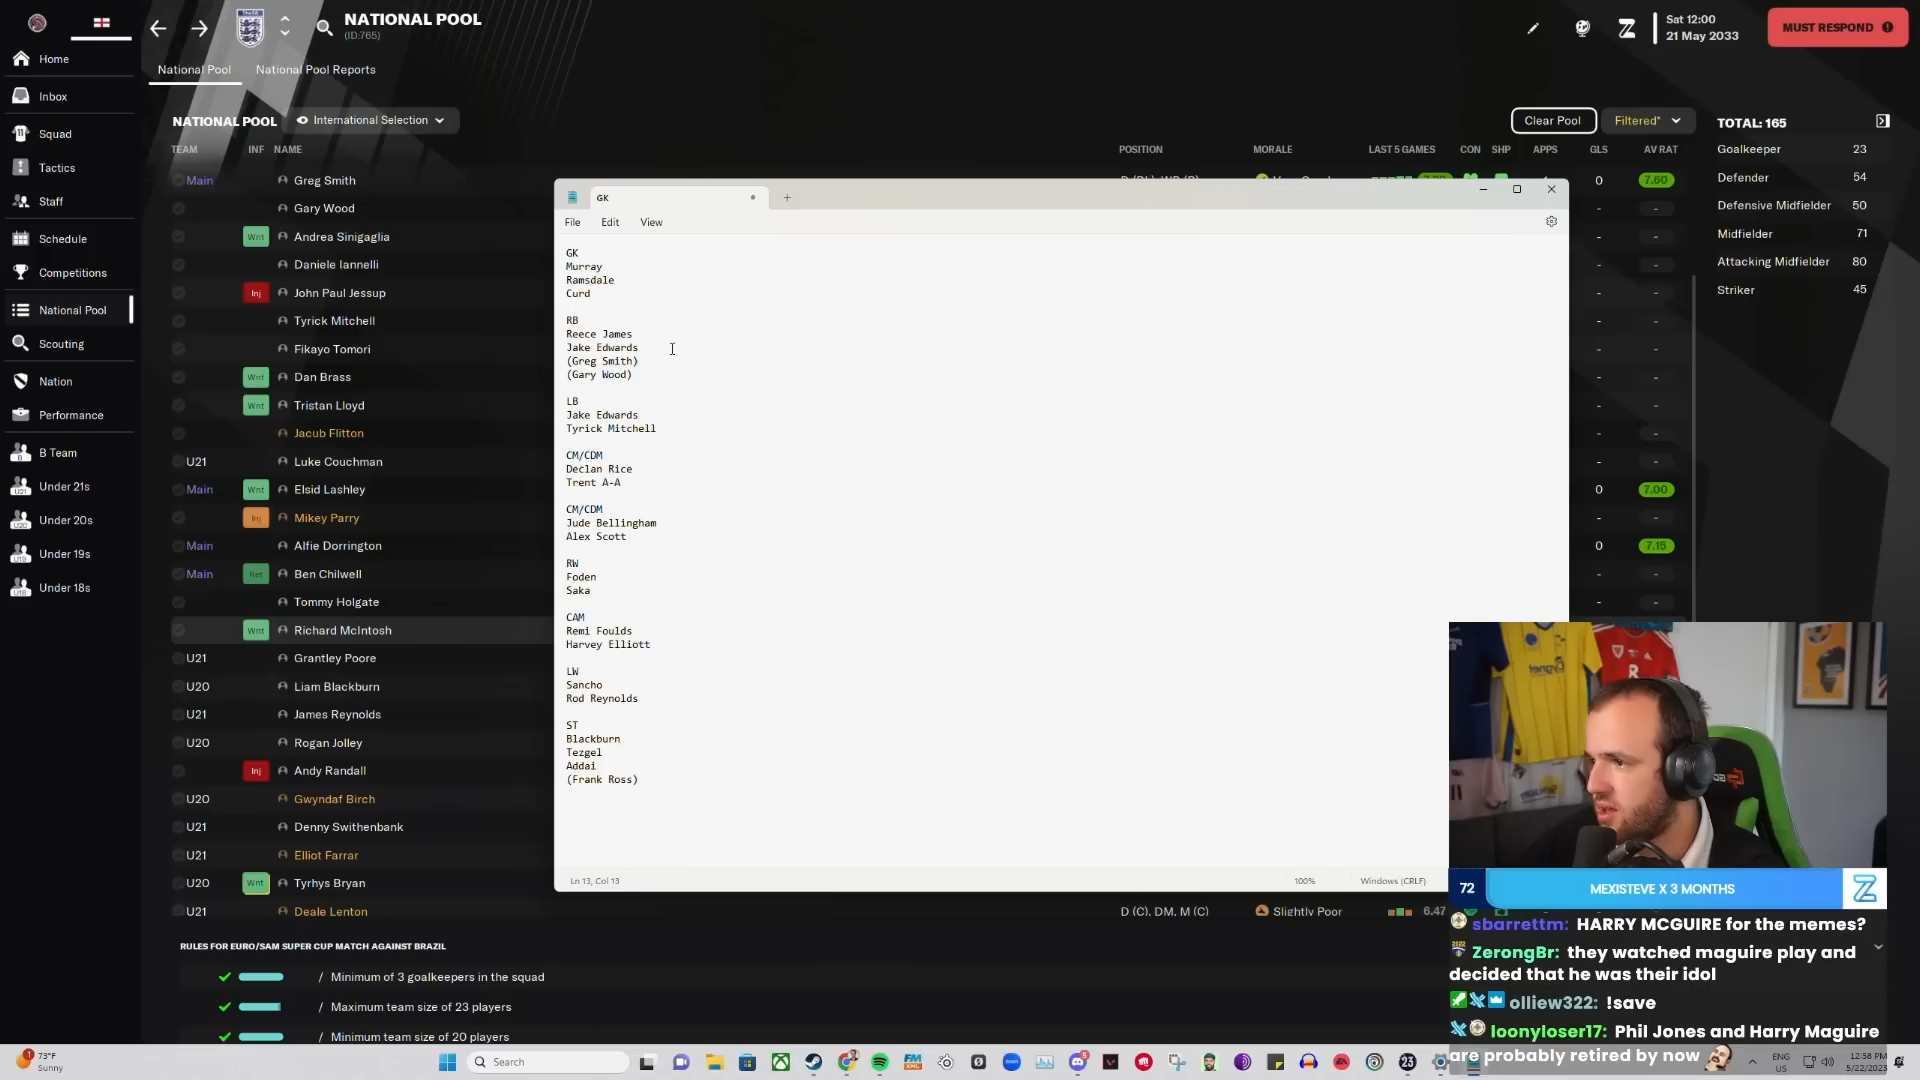 NATIONAL POOL
(ID:765)
Sat 12:00
21 May 2033
MUST RESPOND
Home
Inbox
Squad
Tactics
Staff
Schedule
Competitions
National Pool
Scouting
Nation
Performance
B Team
Under 21s
Under 20s
Under 19s
Under 18s
National Pool
National Pool Reports
NATIONAL POOL
International Selection
Clear Pool
Filtered*
TEAM INF NAME POSITION MORALE LAST 5 GAMES CON SHP APPS GLS AV RAT
Main Greg Smith 0 7.60
Gary Wood -
Wnt Andrea Sinigaglia -
Daniele Iannelli - -
Inj John Paul Jessup - -
Tyrick Mitchell - -
Fikayo Tomori - -
Wnt Dan Brass - -
Wnt Tristan Lloyd - -
Jacub Flitton - -
U21 Luke Couchman - -
Main Wnt Elsid Lashley 0 7.00
Inj Mikey Parry - -
Main Alfie Dorrington 0 7.15
Main Ret Ben Chilwell - -
Tommy Holgate - -
Wnt Richard McIntosh
U21 Grantley Poore
U20 Liam Blackburn
U21 James Reynolds
U20 Rogan Jolley
Inj Andy Randall
U20 Gwyndaf Birch
U21 Denny Swithenbank
U21 Elliot Farrar
U20 Wnt Tyrhys Bryan
U21 Deale Lenton D (C), DM, M (C) Slightly Poor 6.47
TOTAL: 165
Goalkeeper 23
Defender 54
Defensive Midfielder 50
Midfielder 71
Attacking Midfielder 80
Striker 45
GK
File Edit View
GK
Murray
Ramsdale
Curd
RB
Reece James
Jake Edwards
(Greg Smith)
(Gary Wood)
LB
Jake Edwards
Tyrick Mitchell
CM/CDM
Declan Rice
Trent A-A
CM/CDM
Jude Bellingham
Alex Scott
RW
Foden
Saka
CAM
Remi Foulds
Harvey Elliott
LW
Sancho
Rod Reynolds
ST
Blackburn
Tezgel
Addai
(Frank Ross)
Ln 13, Col 13
100%
Windows (CRLF)
RULES FOR EURO/SAM SUPER CUP MATCH AGAINST BRAZIL
/ Minimum of 3 goalkeepers in the squad
/ Maximum team size of 23 players
/ Minimum team size of 20 players
72 MEXISTEVE X 3 MONTHS
sbarrettm: HARRY MCGUIRE for the memes?
ZerongBr: they watched maguire play and
decided that he was their idol
olliew322: !save
loonyloser17: Phil Jones and Harry Maguire
are probably retired by now
73°F
Sunny
Search
ENG
US
12:58 PM
5/22/2023